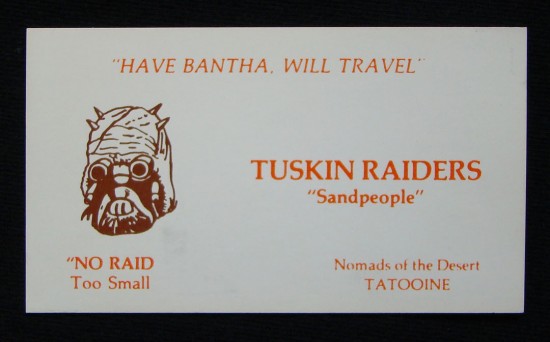 "HAVE BANTHA, WILL TRAVEL"
TUSKIN RAIDERS
"Sandpeople"
"NO RAID
Too Small
Nomads of the Desert
TATOOINE